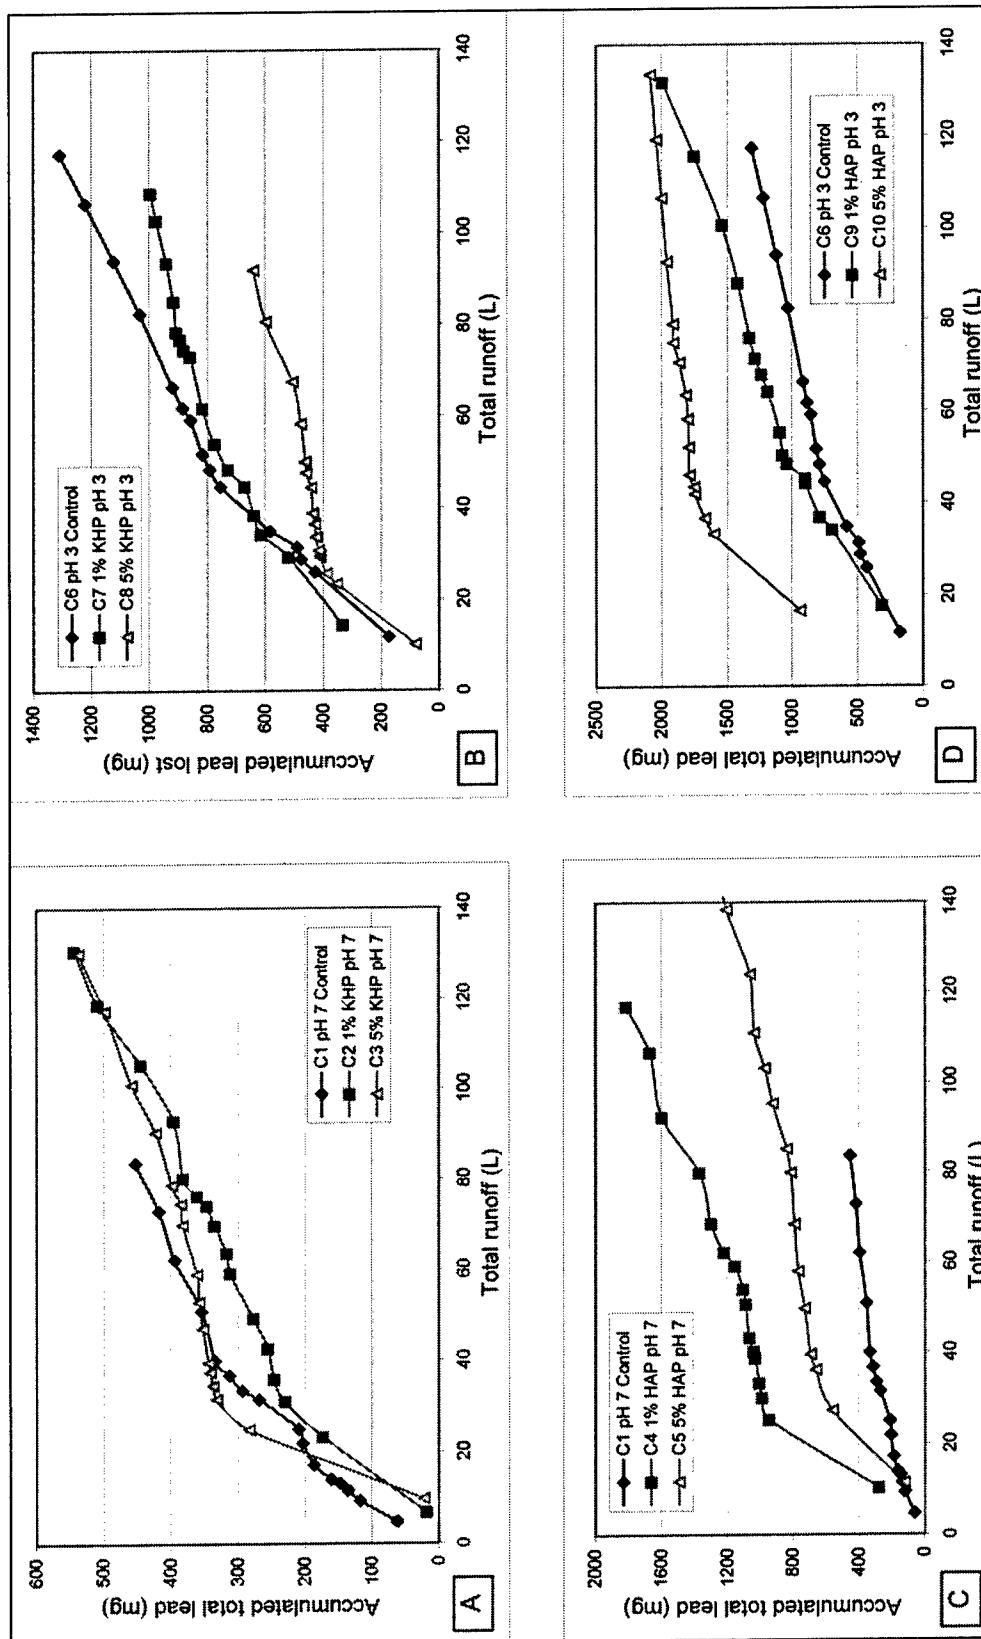 A
Accumulated total lead (mg)
600
500
400
300
200
100
0
0
20
40
60
80
100
120
140
Total runoff (L)
C1 pH 7 Control
C2 1% KHP pH 7
C3 5% KHP pH 7
B
Accumulated lead lost (mg)
1400
1200
1000
800
600
400
200
0
0
20
40
60
80
100
120
140
Total runoff (L)
C6 pH 3 Control
C7 1% KHP pH 3
C8 5% KHP pH 3
C
Accumulated total lead (mg)
2000
1600
1200
800
400
0
0
20
40
60
80
100
120
140
Total runoff (L)
C1 pH 7 Control
C4 1% HAP pH 7
C5 5% HAP pH 7
D
Accumulated total lead (mg)
2500
2000
1500
1000
500
0
0
20
40
60
80
100
120
140
Total runoff (L)
C6 pH 3 Control
C9 1% HAP pH 3
C10 5% HAP pH 3